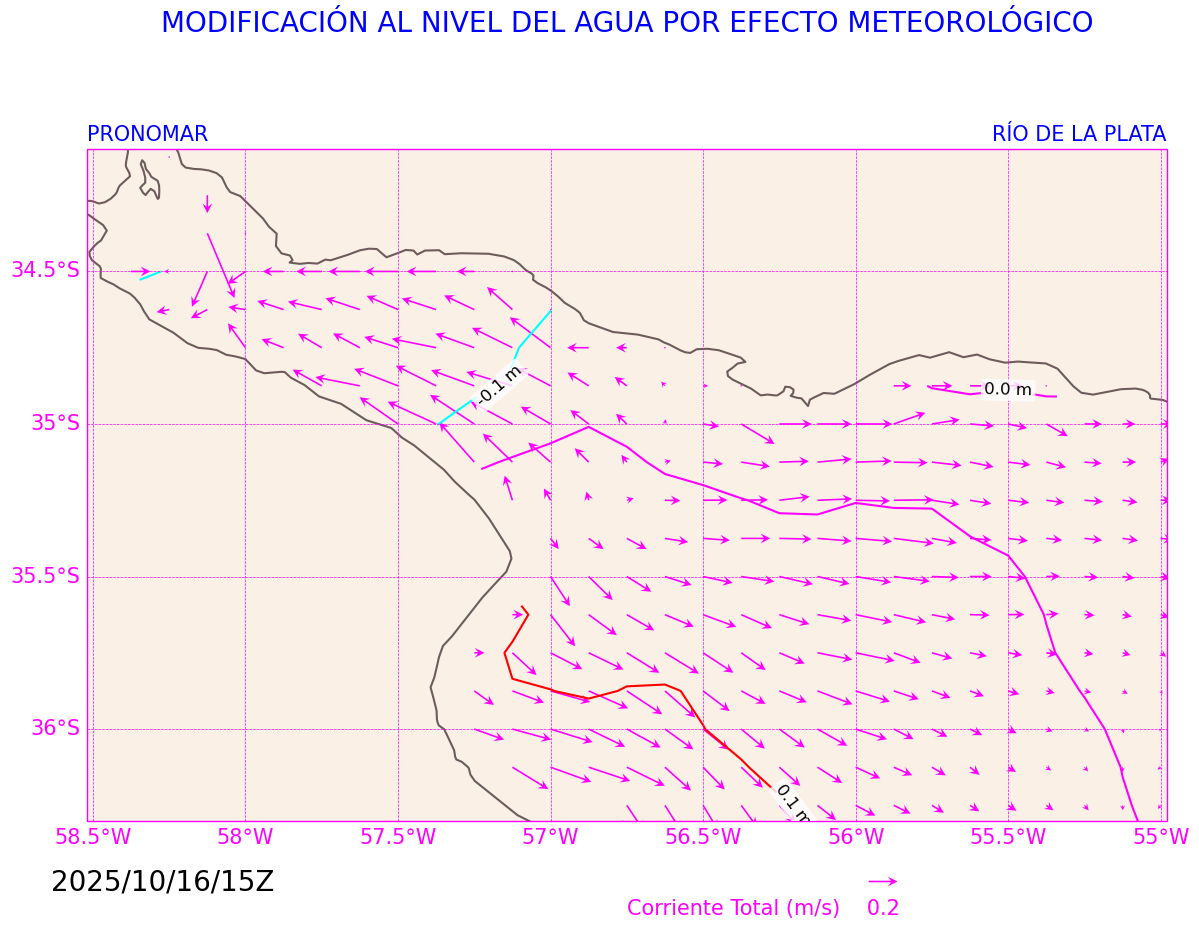 MODIFICACIÓN AL NIVEL DEL AGUA POR EFECTO METEOROLÓGICO
PRONOMAR
RÍO DE LA PLATA
34.5°S
-0.1 m
0.0 m
35°S
35.5°S
36°S
0.1 m
58.5°W
58°W
57.5°W
57°W
56.5°W
56°W
55.5°W
55°W
2025/10/16/15Z
Corriente Total (m/s)
0.2